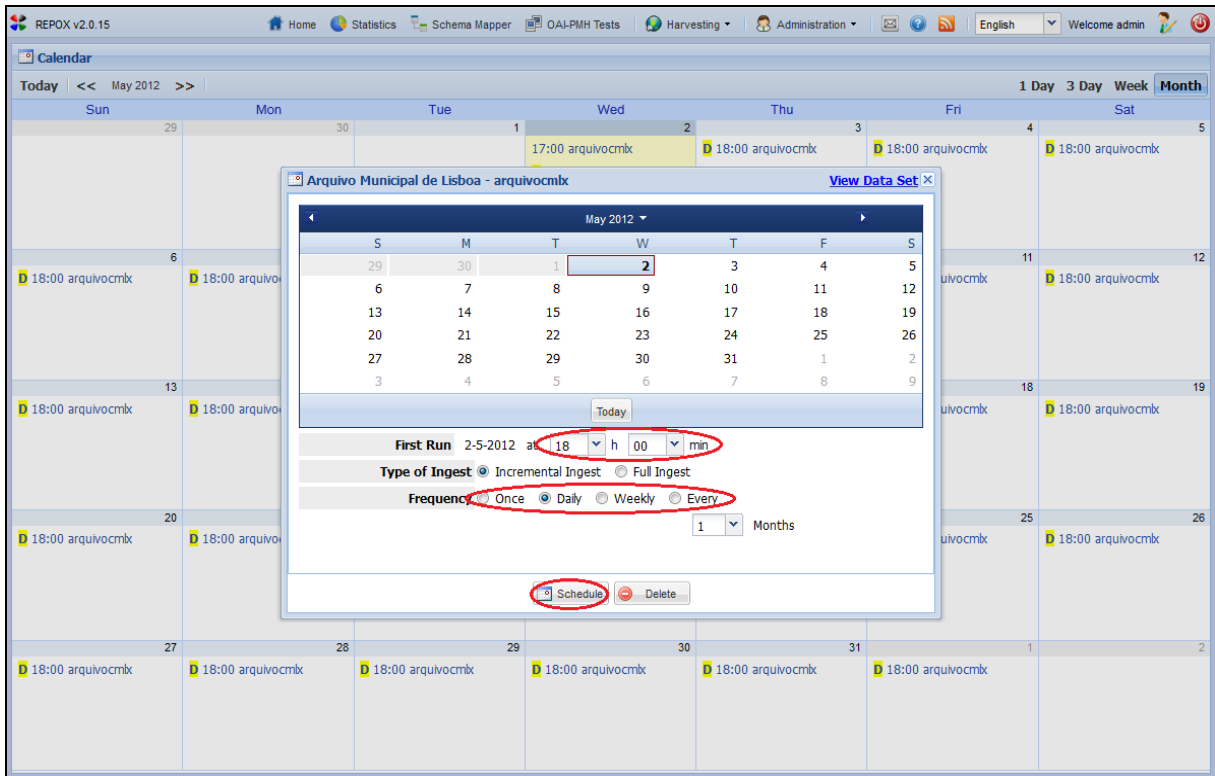 REPOX v2.0.15 Home Statistics Schema Mapper OAI-PMH Tests Harvesting Administration English Welcome admin
Calendar
Today << May 2012 >> 1 Day 3 Day Week Month
Sun Mon Tue Wed Thu Fri Sat
29 30 1 2 3 4 5
17:00 arquivocmlx D 18:00 arquivocmlx D 18:00 arquivocmlx D 18:00 arquivocmlx
Arquivo Municipal de Lisboa - arquivocmlx View Data Set
May 2012
S M T W T F S
29 30 1 2 3 4 5
6 7 8 9 10 11 12
13 14 15 16 17 18 19
20 21 22 23 24 25 26
27 28 29 30 31 1 2
3 4 5 6 7 8 9
Today
First Run 2-5-2012 at 18 h 00 min
Type of Ingest Incremental Ingest Full Ingest
Frequency Once Daily Weekly Every
1 Months
Schedule Delete
6 11 12
D 18:00 arquivocmlx D 18:00 arquivo uivocmlx D 18:00 arquivocmlx
13 18 19
D 18:00 arquivocmlx D 18:00 arquivo uivocmlx D 18:00 arquivocmlx
20 25 26
D 18:00 arquivocmlx D 18:00 arquivo uivocmlx D 18:00 arquivocmlx
27 28 29 30 31 1 2
D 18:00 arquivocmlx D 18:00 arquivocmlx D 18:00 arquivocmlx D 18:00 arquivocmlx D 18:00 arquivocmlx D 18:00 arquivocmlx